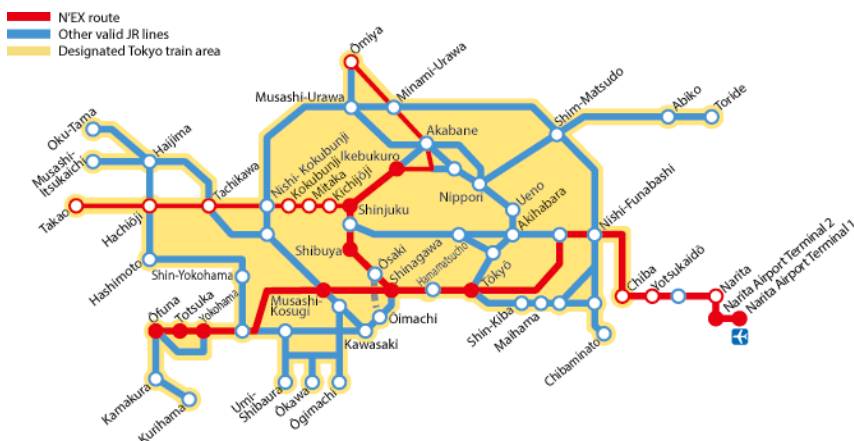 N'EX route
Other valid JR lines
Designated Tokyo train area
Ōmiya
Minami-Urawa
Musashi-Urawa
Shim-Matsudo
Abiko
Toride
Oku-Tama
Haijima
Musashi-
Itsukaichi
Akabane
Ikebukuro
Tachikawa
Nishi- Kokubunji
Kokubunji
Mitaka
Kichijōji
Nippori
Ueno
Akihabara
Nishi-Funabashi
Takao
Hachiōji
Shinjuku
Shibuya
Ōsaki
Shinagawa
Hamamatsucho
Tōkyō
Hashimoto
Shin-Yokohama
Chiba
Yotsukaidō
Narita
Narita Airport Terminal 2
Narita Airport Terminal 1
Ōfuna
Totsuka
Yokohama
Musashi-
Kosugi
Ōimachi
Kawasaki
Shin-Kiba
Maihama
Chibaminato
Kamakura
Kurihama
Umi-
Shibaura
Ōkawa
Ōgimachi